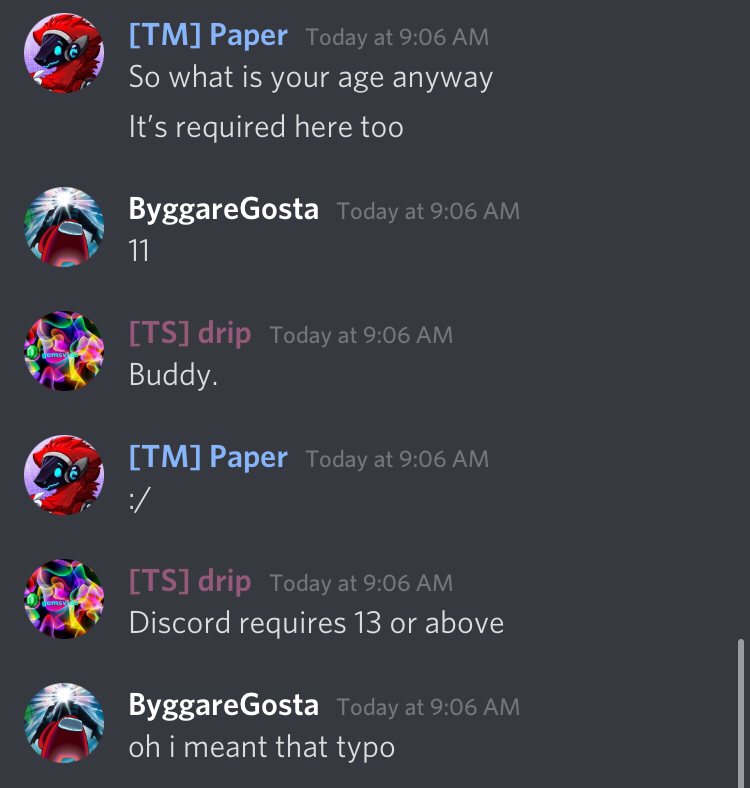 [TM] Paper Today at 9:06 AM
So what is your age anyway
It's required here too
ByggareGosta Today at 9:06 AM
11
[TS] drip Today at 9:06 AM
Buddy.
[TM] Paper Today at 9:06 AM
:/
[TS] drip Today at 9:06 AM
Discord requires 13 or above
ByggareGosta Today at 9:06 AM
oh i meant that typo